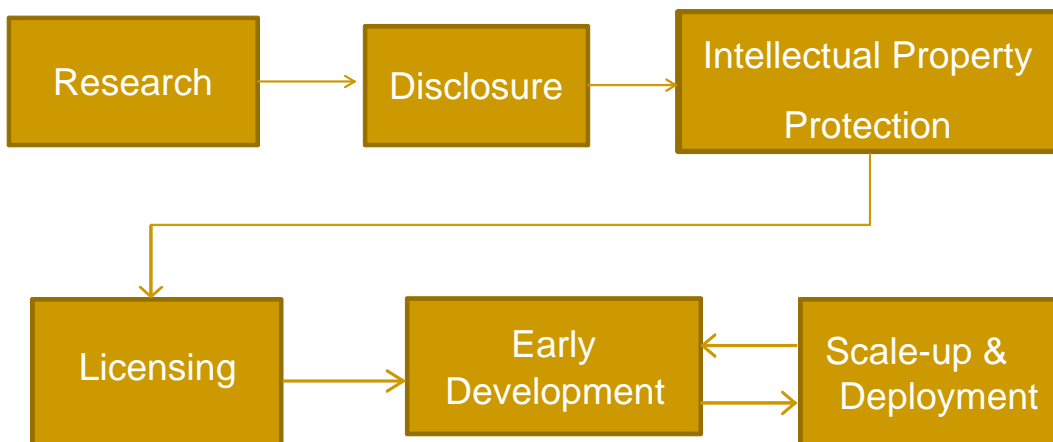 Research
Disclosure
Intellectual Property
Protection
Licensing
Early
Development
Scale-up &
Deployment